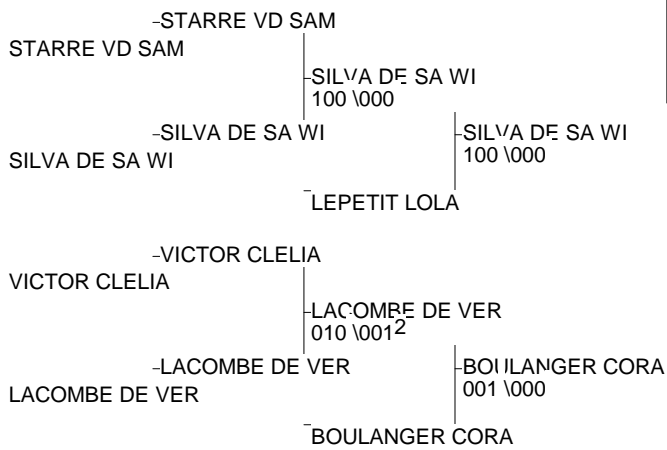 STARRE VD SAM
STARRE VD SAM
SILVA DE SA WI
100 \000
SILVA DE SA WI
SILVA DE SA WI
SILVA DE SA WI
100 \000
LEPETIT LOLA
VICTOR CLELIA
VICTOR CLELIA
LACOMBE DE VER
010 \001²
LACOMBE DE VER
LACOMBE DE VER
BOULANGER CORA
001 \000
BOULANGER CORA